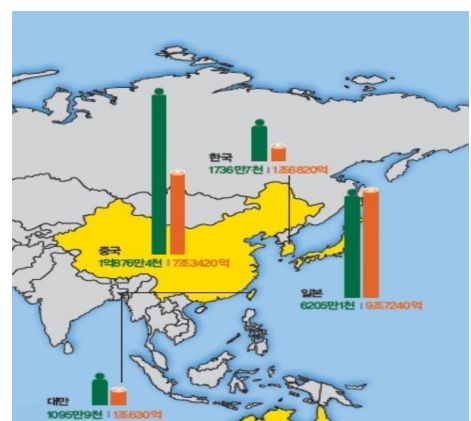 한국
1736만7천 | 1조6820억
중국
1억876만4천 | 7조3420억
일본
6205만1천 | 9조7240억
대만
1095만9천 | 1조630억